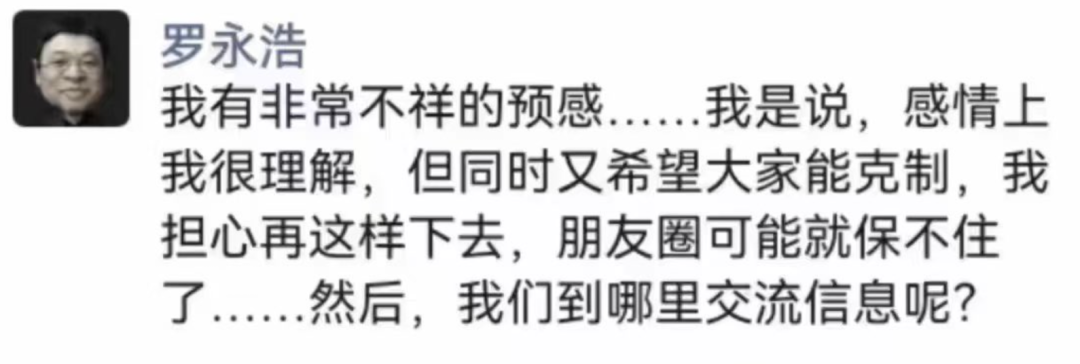 罗永浩
我有非常不祥的预感……我是说，感情上
我很理解，但同时又希望大家能克制，我
担心再这样下去，朋友圈可能就保不住
了……然后，我们到哪里交流信息呢？